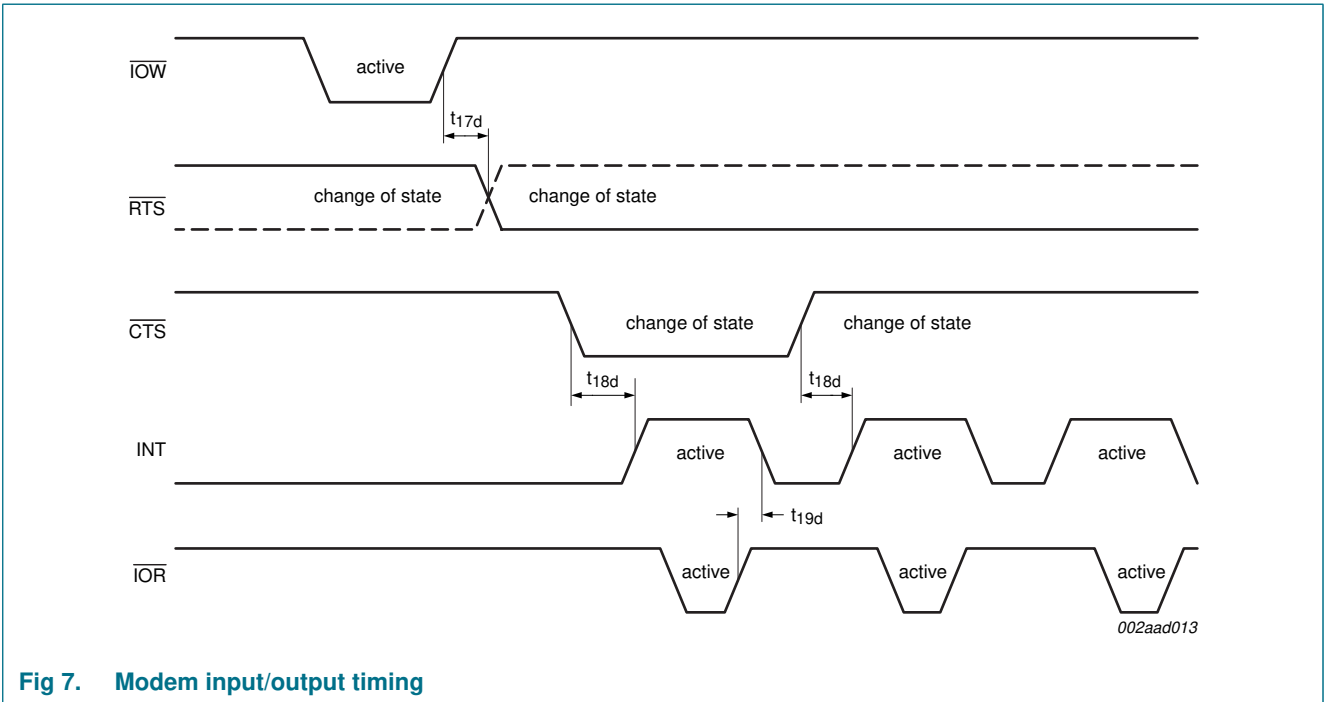 IOW
active
t17d
RTS
change of state change of state
CTS
change of state change of state
t18d t18d
INT
active active active
t19d
IOR
active active active
002aad013
Fig 7. Modem input/output timing